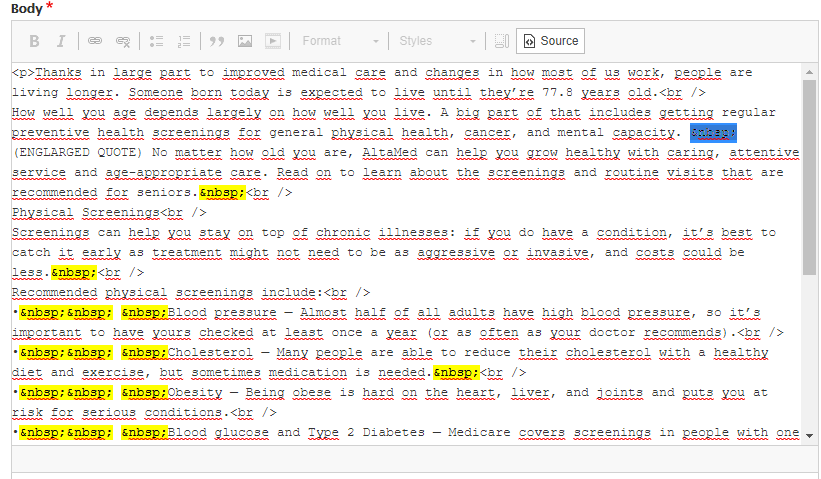 Body *
B I Format Styles Source
<p>Thanks in large part to improved medical care and changes in how most of us work, people are
living longer. Someone born today is expected to live until they’re 77.8 years old.<br />
How well you age depends largely on how well you live. A big part of that includes getting regular
preventive health screenings for general physical health, cancer, and mental capacity. &nbsp;
(ENGLARGED QUOTE) No matter how old you are, AltaMed can help you grow healthy with caring, attentive
service and age-appropriate care. Read on to learn about the screenings and routine visits that are
recommended for seniors.&nbsp;<br />
Physical Screenings<br />
Screenings can help you stay on top of chronic illnesses: if you do have a condition, it’s best to
catch it early as treatment might not need to be as aggressive or invasive, and costs could be
less.&nbsp;<br />
Recommended physical screenings include:<br />
•&nbsp;&nbsp; &nbsp;Blood pressure — Almost half of all adults have high blood pressure, so it’s
important to have yours checked at least once a year (or as often as your doctor recommends).<br />
•&nbsp;&nbsp; &nbsp;Cholesterol — Many people are able to reduce their cholesterol with a healthy
diet and exercise, but sometimes medication is needed.&nbsp;<br />
•&nbsp;&nbsp; &nbsp;Obesity — Being obese is hard on the heart, liver, and joints and puts you at
risk for serious conditions.<br />
•&nbsp;&nbsp; &nbsp;Blood glucose and Type 2 Diabetes — Medicare covers screenings in people with one